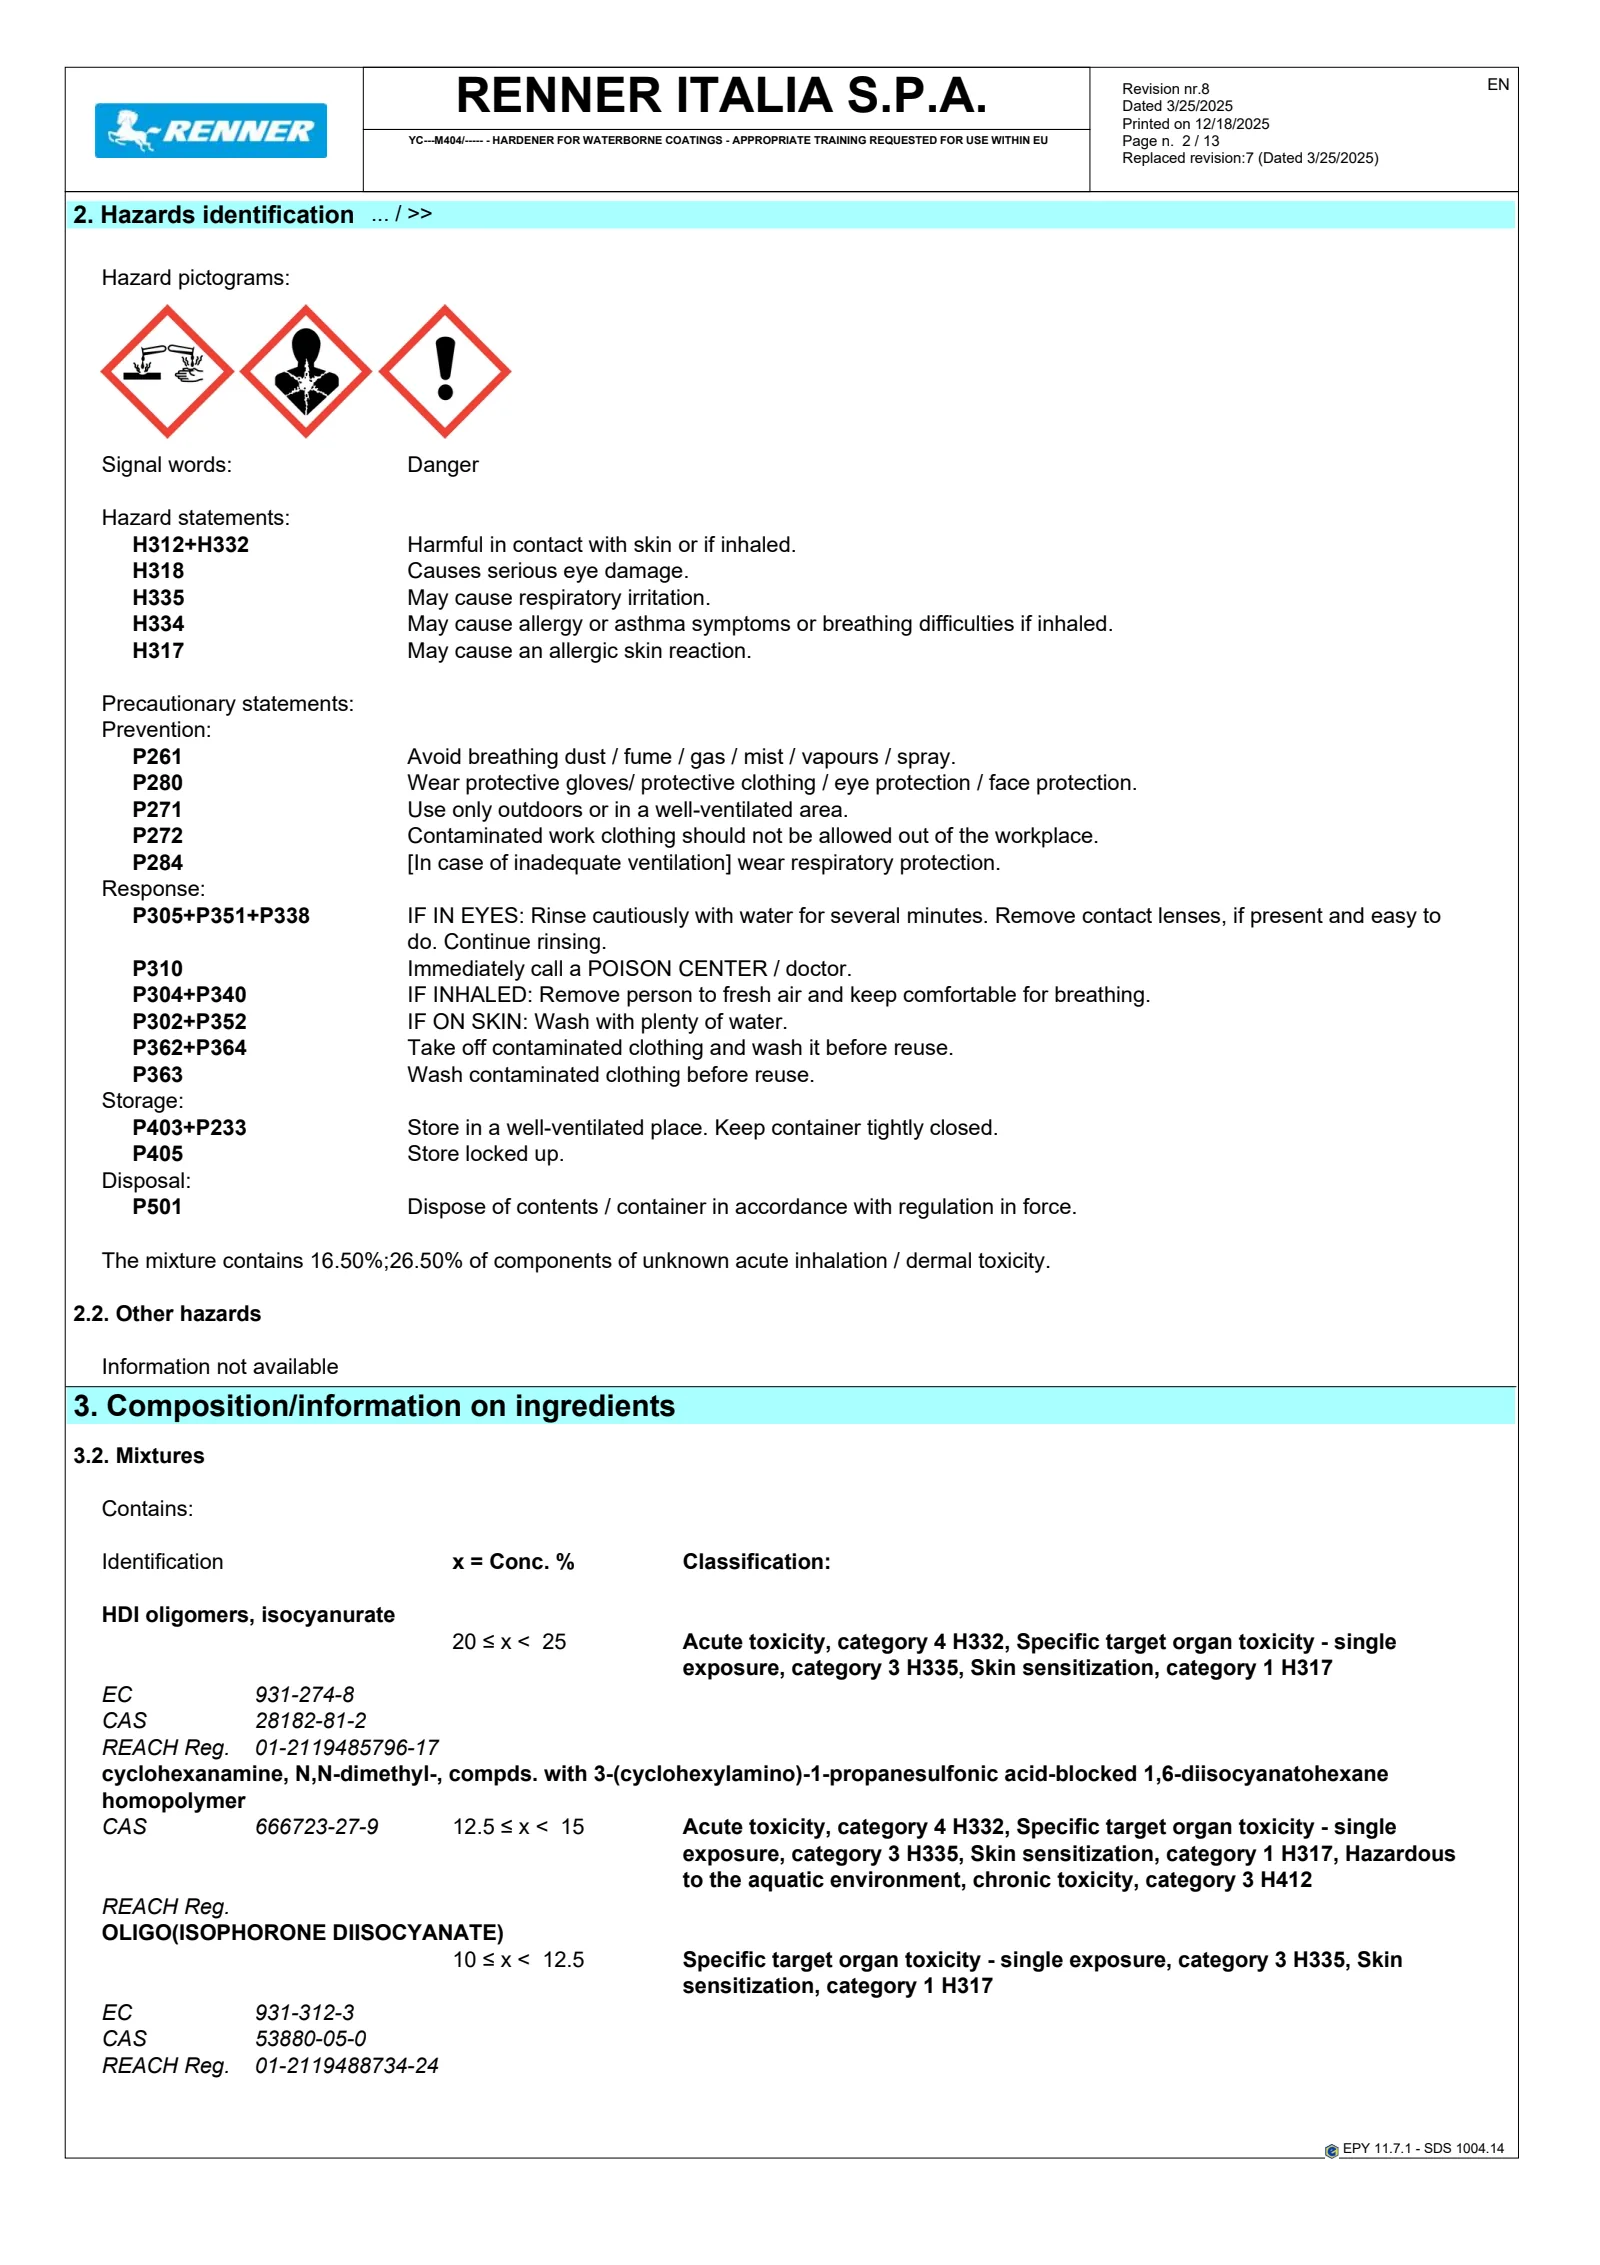 RENNER
RENNER ITALIA S.P.A.
YC---M404/----- - HARDENER FOR WATERBORNE COATINGS - APPROPRIATE TRAINING REQUESTED FOR USE WITHIN EU
EN
Revision nr.8
Dated 3/25/2025
Printed on 12/18/2025
Page n. 2 / 13
Replaced revision:7 (Dated 3/25/2025)
2. Hazards identification ... / >>
Hazard pictograms:
Signal words: Danger
Hazard statements:
H312+H332 Harmful in contact with skin or if inhaled.
H318 Causes serious eye damage.
H335 May cause respiratory irritation.
H334 May cause allergy or asthma symptoms or breathing difficulties if inhaled.
H317 May cause an allergic skin reaction.
Precautionary statements:
Prevention:
P261 Avoid breathing dust / fume / gas / mist / vapours / spray.
P280 Wear protective gloves/ protective clothing / eye protection / face protection.
P271 Use only outdoors or in a well-ventilated area.
P272 Contaminated work clothing should not be allowed out of the workplace.
P284 [In case of inadequate ventilation] wear respiratory protection.
Response:
P305+P351+P338 IF IN EYES: Rinse cautiously with water for several minutes. Remove contact lenses, if present and easy to
do. Continue rinsing.
P310 Immediately call a POISON CENTER / doctor.
P304+P340 IF INHALED: Remove person to fresh air and keep comfortable for breathing.
P302+P352 IF ON SKIN: Wash with plenty of water.
P362+P364 Take off contaminated clothing and wash it before reuse.
P363 Wash contaminated clothing before reuse.
Storage:
P403+P233 Store in a well-ventilated place. Keep container tightly closed.
P405 Store locked up.
Disposal:
P501 Dispose of contents / container in accordance with regulation in force.
The mixture contains 16.50%;26.50% of components of unknown acute inhalation / dermal toxicity.
2.2. Other hazards
Information not available
3. Composition/information on ingredients
3.2. Mixtures
Contains:
Identification x = Conc. % Classification:
HDI oligomers, isocyanurate
20 ≤ x < 25 Acute toxicity, category 4 H332, Specific target organ toxicity - single
exposure, category 3 H335, Skin sensitization, category 1 H317
EC 931-274-8
CAS 28182-81-2
REACH Reg. 01-2119485796-17
cyclohexanamine, N,N-dimethyl-, compds. with 3-(cyclohexylamino)-1-propanesulfonic acid-blocked 1,6-diisocyanatohexane
homopolymer
CAS 666723-27-9 12.5 ≤ x < 15 Acute toxicity, category 4 H332, Specific target organ toxicity - single
exposure, category 3 H335, Skin sensitization, category 1 H317, Hazardous
to the aquatic environment, chronic toxicity, category 3 H412
REACH Reg.
OLIGO(ISOPHORONE DIISOCYANATE)
10 ≤ x < 12.5 Specific target organ toxicity - single exposure, category 3 H335, Skin
sensitization, category 1 H317
EC 931-312-3
CAS 53880-05-0
REACH Reg. 01-2119488734-24
EPY 11.7.1 - SDS 1004.14